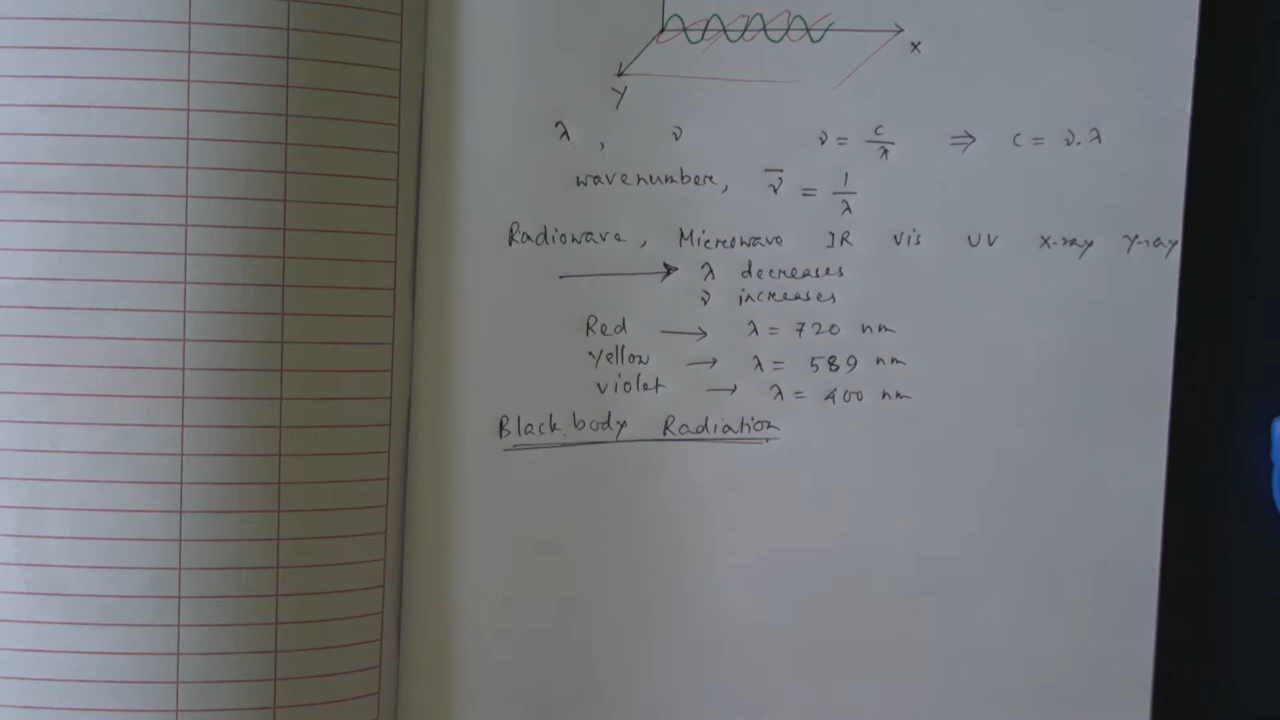 x
y
λ , ν ν = c/λ ⇒ c = ν.λ
wavenumber, ν̅ = 1/λ
Radiowave, Microwave IR Vis UV X-ray γ-ray
→ λ decreases
ν increases
Red → λ = 720 nm
Yellow → λ = 589 nm
violet → λ = 400 nm
Black body Radiation